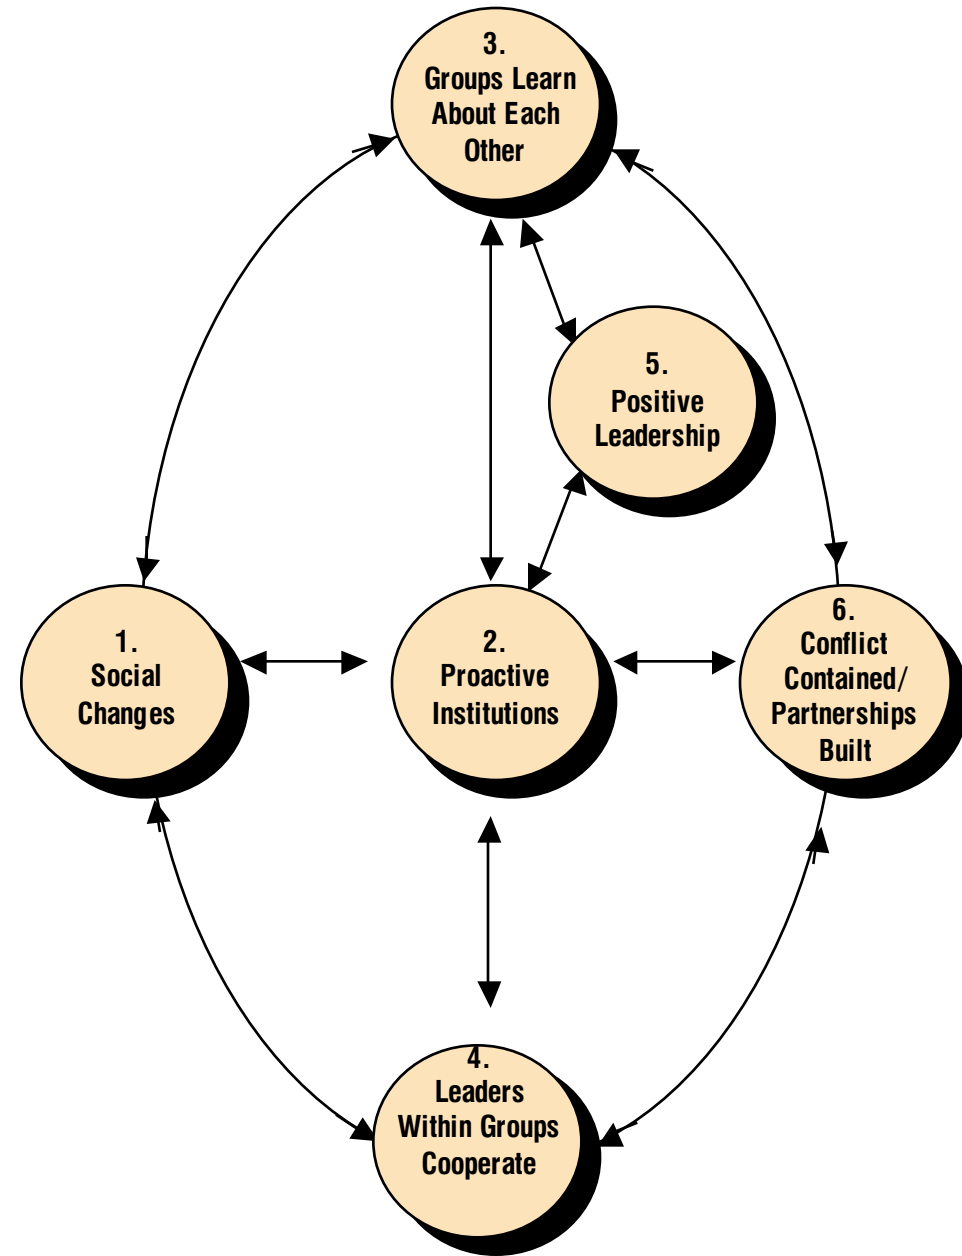 3.
Groups Learn
About Each
Other
5.
Positive
Leadership
1.
Social
Changes
2.
Proactive
Institutions
6.
Conflict
Contained/
Partnerships
Built
4.
Leaders
Within Groups
Cooperate